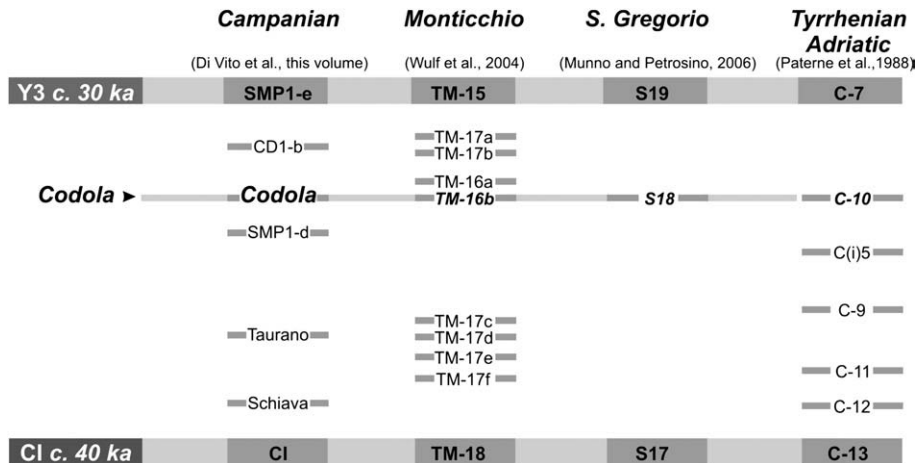 Campanian Monticchio S. Gregorio Tyrrhenian
Adriatic
(Di Vito et al., this volume) (Wulf et al., 2004) (Munno and Petrosino, 2006) (Paterne et al.,1988)
Y3 c. 30 ka SMP1-e TM-15 S19 C-7
TM-17a
CD1-b TM-17b
TM-16a
Codola Codola TM-16b S18 C-10
SMP1-d
C(i)5
C-9
TM-17c
Taurano TM-17d
TM-17e
C-11
TM-17f
Schiava C-12
CI c. 40 ka CI TM-18 S17 C-13